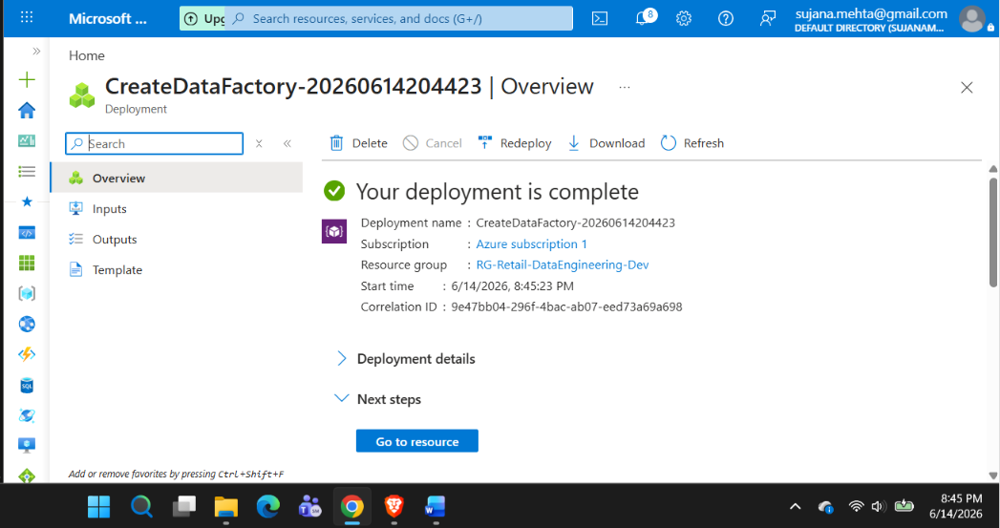 Microsoft ...
Upg
Search resources, services, and docs (G+/)
8
sujana.mehta@gmail.com
DEFAULT DIRECTORY (SUJANAM...
Home
CreateDataFactory-20260614204423 | Overview ...
Deployment
Search
Delete
Cancel
Redeploy
Download
Refresh
Overview
Inputs
Outputs
Template
Your deployment is complete
Deployment name : CreateDataFactory-20260614204423
Subscription : Azure subscription 1
Resource group : RG-Retail-DataEngineering-Dev
Start time : 6/14/2026, 8:45:23 PM
Correlation ID : 9e47bb04-296f-4bac-ab07-eed73a69a698
Deployment details
Next steps
Go to resource
SQL
Add or remove favorites by pressing Ctrl+Shift+F
8:45 PM
6/14/2026